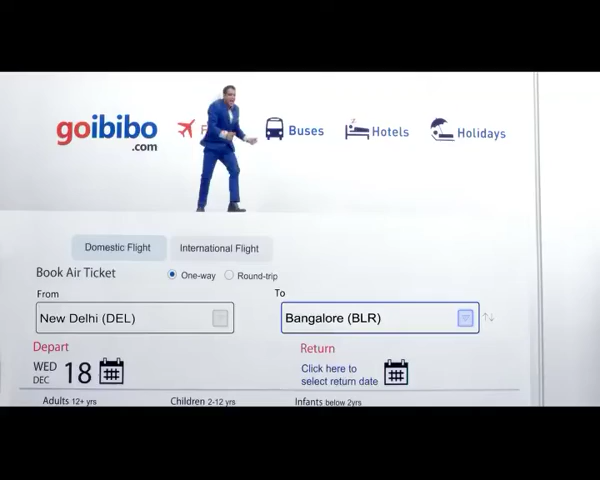 goibibo
.com
Buses
Hotels
Holidays
Domestic Flight
International Flight
Book Air Ticket
One-way
Round-trip
From
To
New Delhi (DEL)
Bangalore (BLR)
Depart
Return
WED
DEC
18
Click here to
select return date
Adults 12+ yrs
Children 2-12 yrs
Infants below 2yrs